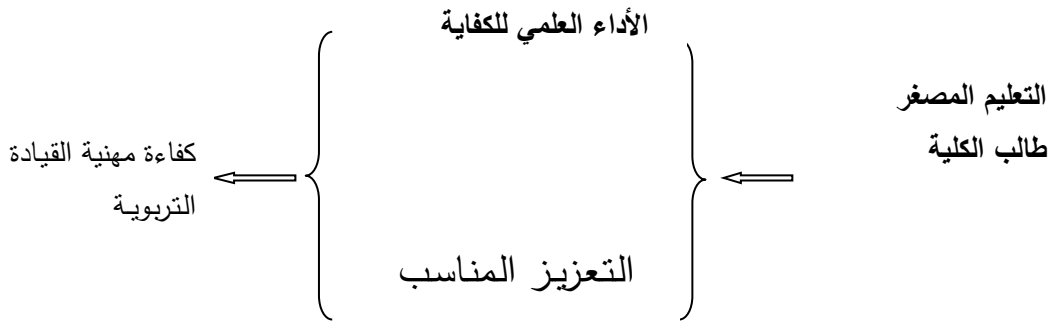 الأداء العلمي للكفاية
التعليم المصغر
طالب الكلية
كفاءة مهنية القيادة
التربوية
التعزيز المناسب